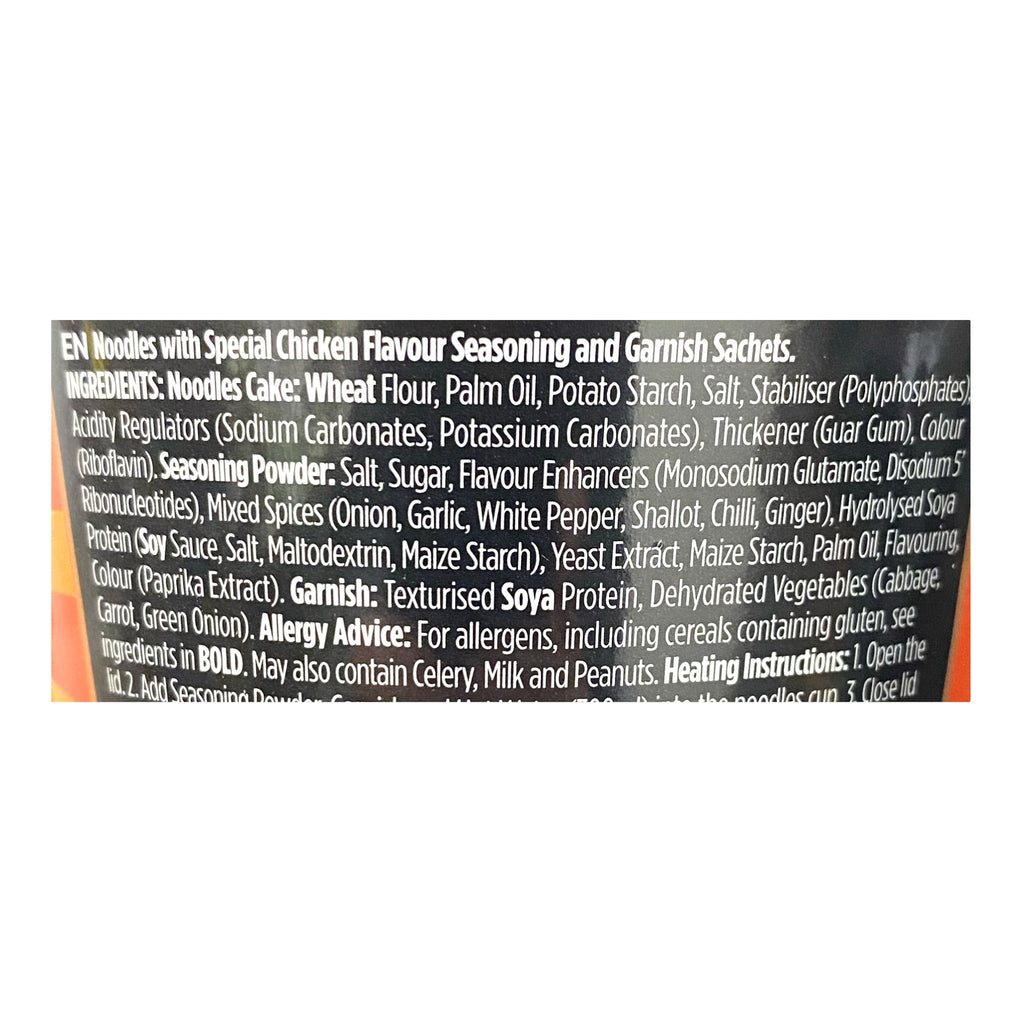 EN Noodles with Special Chicken Flavour Seasoning and Garnish Sachets.
INGREDIENTS: Noodles Cake: Wheat Flour, Palm Oil, Potato Starch, Salt, Stabiliser (Polyphosphates),
Acidity Regulators (Sodium Carbonates, Potassium Carbonates), Thickener (Guar Gum), Colour
(Riboflavin). Seasoning Powder: Salt, Sugar, Flavour Enhancers (Monosodium Glutamate, Disodium 5'
Ribonucleotides), Mixed Spices (Onion, Garlic, White Pepper, Shallot, Chilli, Ginger), Hydrolysed Soya
Protein (Soy Sauce, Salt, Maltodextrin, Maize Starch), Yeast Extract, Maize Starch, Palm Oil, Flavouring,
Colour (Paprika Extract). Garnish: Texturised Soya Protein, Dehydrated Vegetables (Cabbage,
Carrot, Green Onion). Allergy Advice: For allergens, including cereals containing gluten, see
ingredients in BOLD. May also contain Celery, Milk and Peanuts. Heating Instructions: 1. Open the
lid. 2. Add Seasoning Powder, into the noodles cup. 3. Close lid